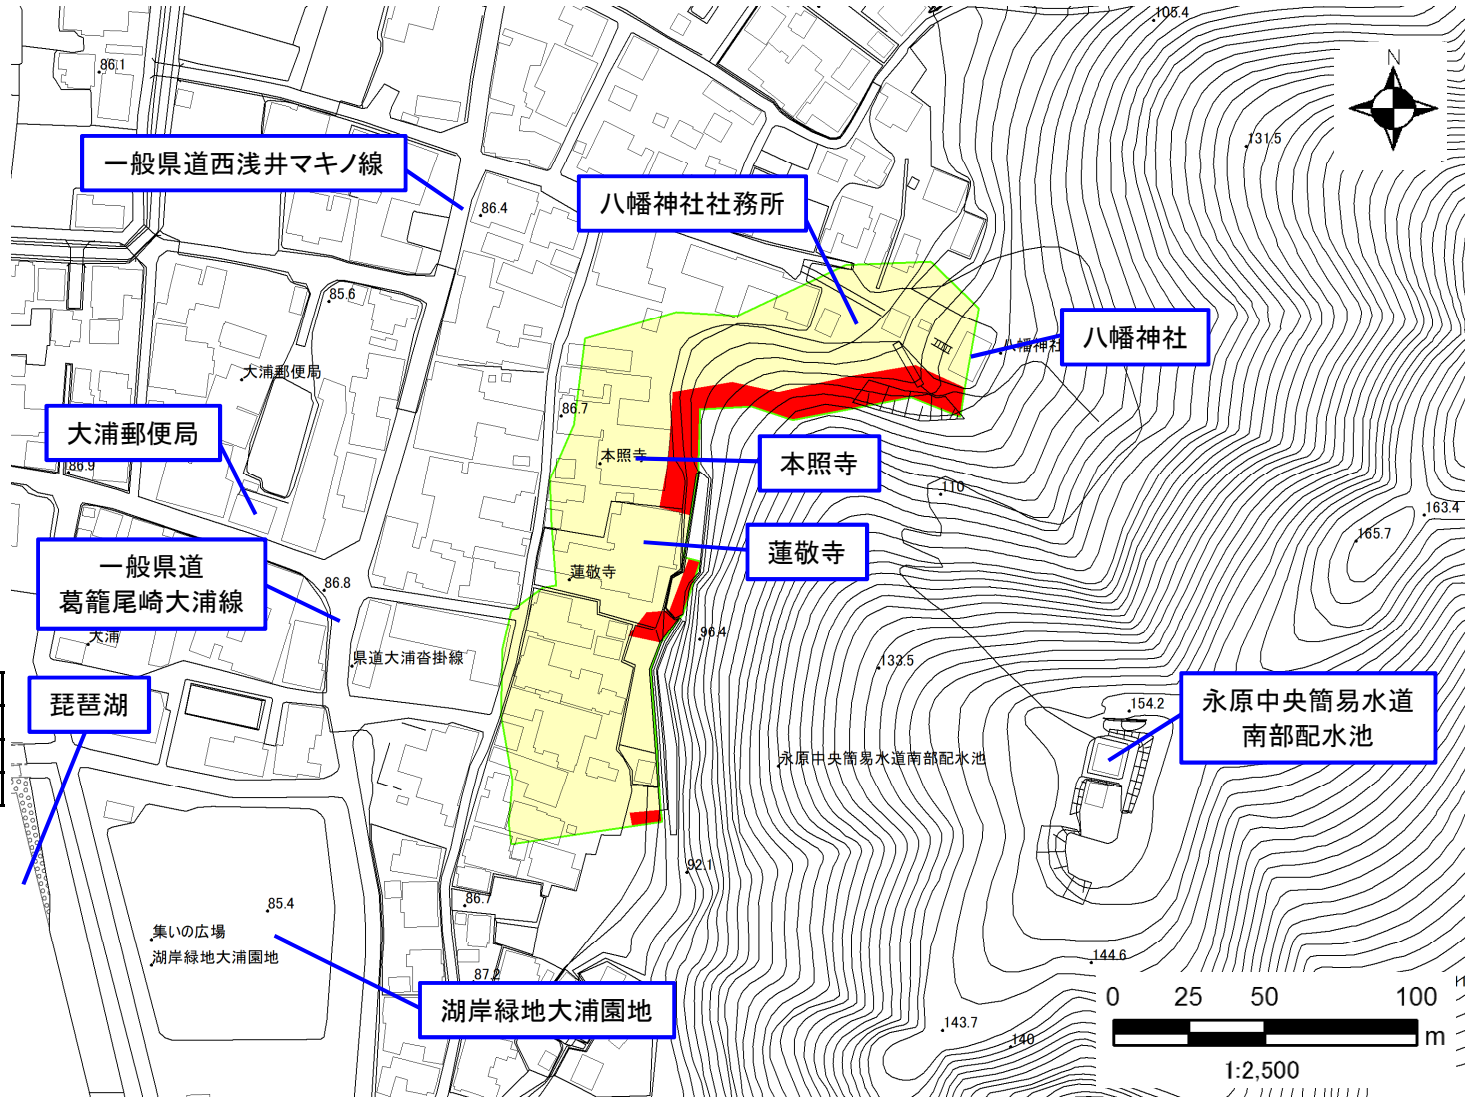 105.4
86.1
N
131.5
一般県道西浅井マキノ線
八幡神社社務所
86.4
85.6
八幡神社
八幡神社
大浦郵便局
86.7
大浦郵便局
本照寺
本照寺
86.9
110
163.4
165.7
蓮敬寺
一般県道
葛籠尾崎大浦線
蓮敬寺
86.8
大浦
96.4
県道大浦沓掛線
133.5
琵琶湖
154.2
永原中央簡易水道
南部配水池
永原中央簡易水道南部配水池
92.1
85.4
86.7
集いの広場
湖岸緑地大浦園地
144.6
87.2
湖岸緑地大浦園地
143.7
140
0 25 50 100
m
1:2,500